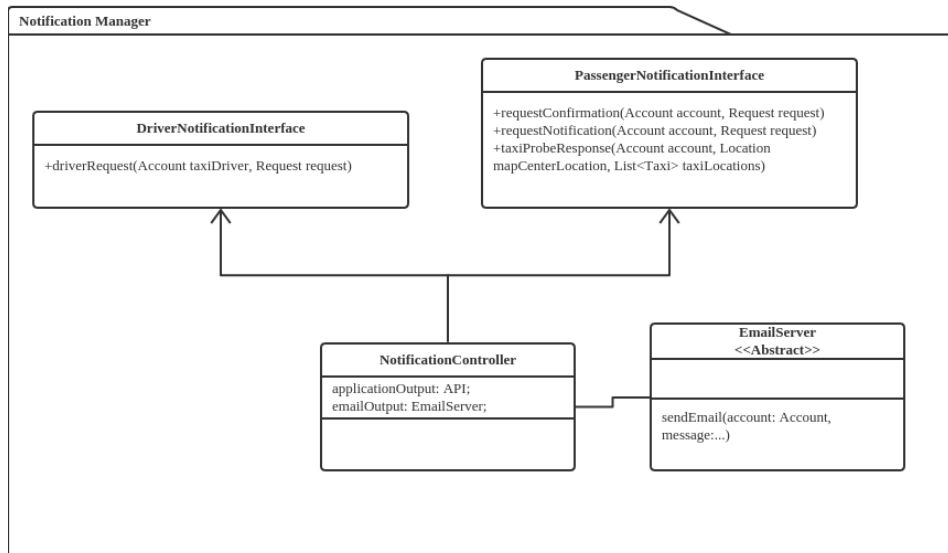 Notification Manager
PassengerNotificationInterface
+requestConfirmation(Account account, Request request)
+requestNotification(Account account, Request request)
+taxiProbeResponse(Account account, Location
mapCenterLocation, List<Taxi> taxiLocations)
DriverNotificationInterface
+driverRequest(Account taxiDriver, Request request)
NotificationController
applicationOutput: API;
emailOutput: EmailServer;
EmailServer
<<Abstract>>
sendEmail(account: Account,
message:...)